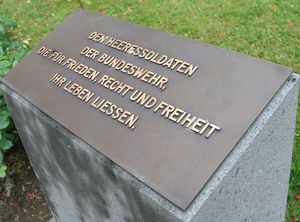 DEN HEERESSOLDATEN
DER BUNDESWEHR,
DIE FÜR FRIEDEN, RECHT UND FREIHEIT
IHR LEBEN LIESSEN.